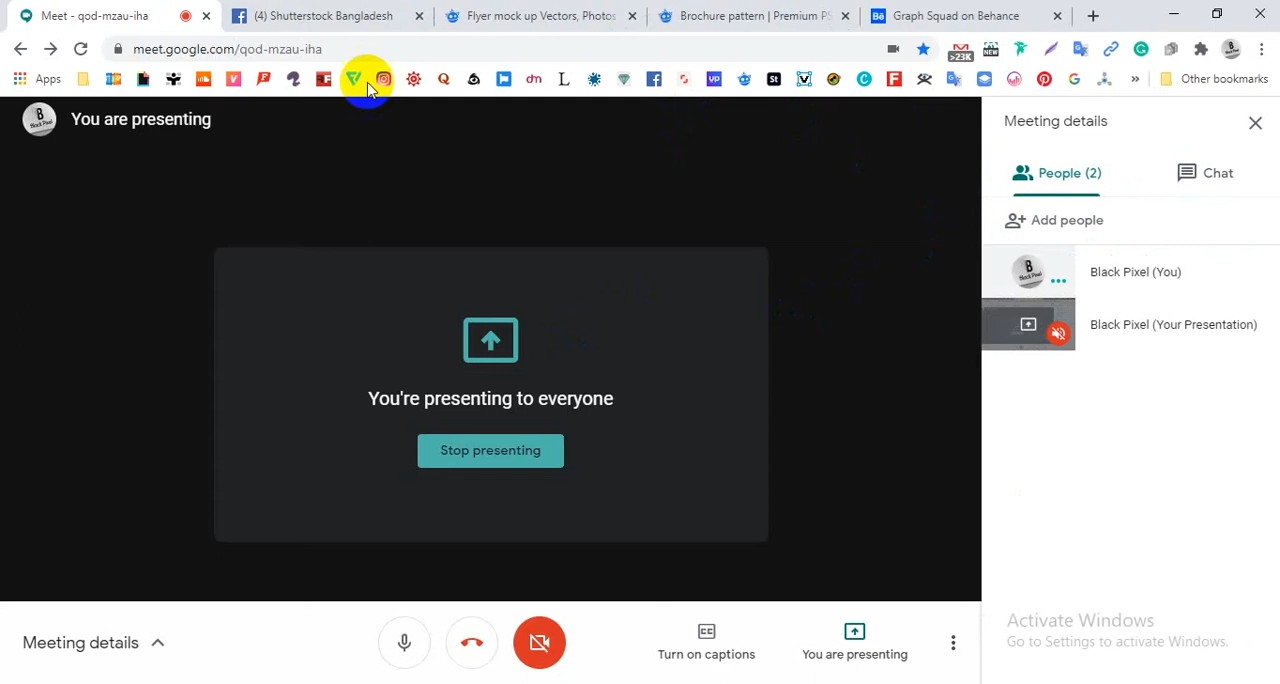 Meet - qod-mzau-iha
(4) Shutterstock Bangladesh
Flyer mock up Vectors, Photos
Brochure pattern | Premium PS
Bē Graph Squad on Behance
meet.google.com/qod-mzau-iha
>23K
NEW
Apps
Other bookmarks
You are presenting
Meeting details
People (2)
Chat
Add people
Black Pixel (You)
Black Pixel (Your Presentation)
You're presenting to everyone
Stop presenting
Activate Windows
Go to Settings to activate Windows.
Meeting details
Turn on captions
You are presenting